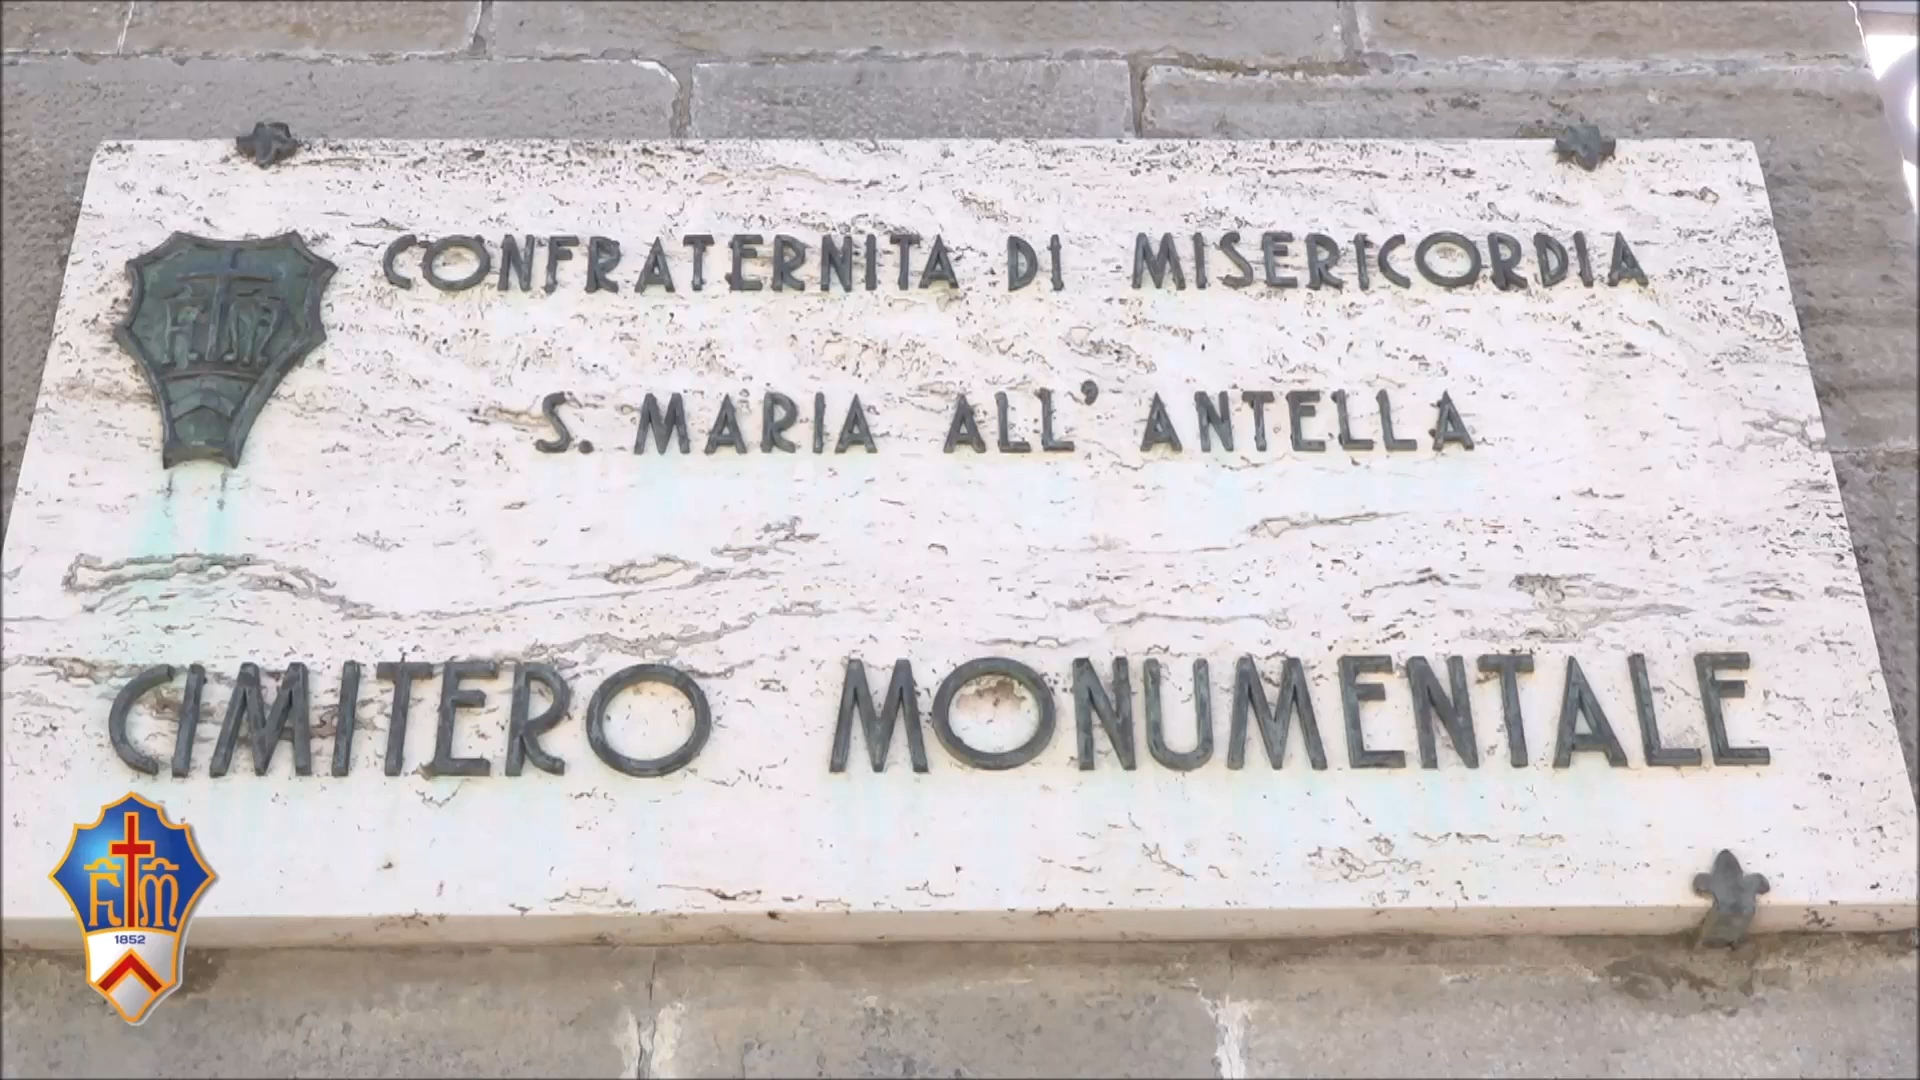 CONFRATERNITA DI MISERICORDIA
S. MARIA ALL' ANTELLA
CIMITERO MONUMENTALE
F M
F M
1852